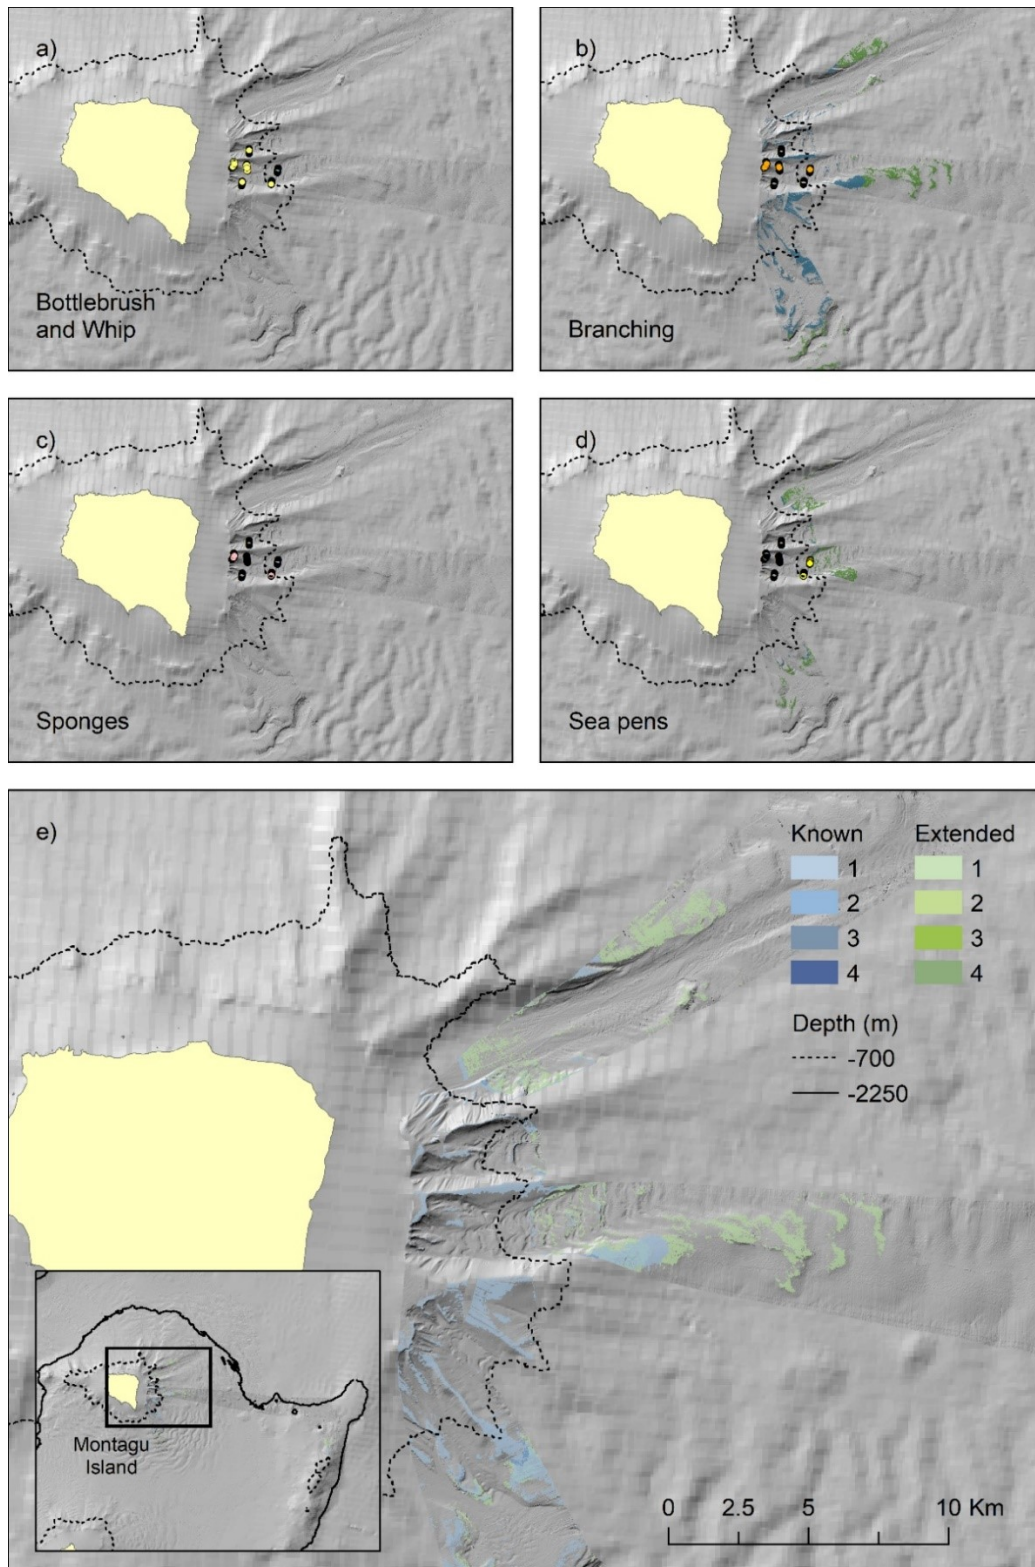 a)
Bottlebrush
and Whip
b)
Branching
c)
Sponges
d)
Sea pens
e)
Known Extended
1 1
2 2
3 3
4 4
Depth (m)
-700
-2250
Montagu
Island
0 2.5 5 10 Km